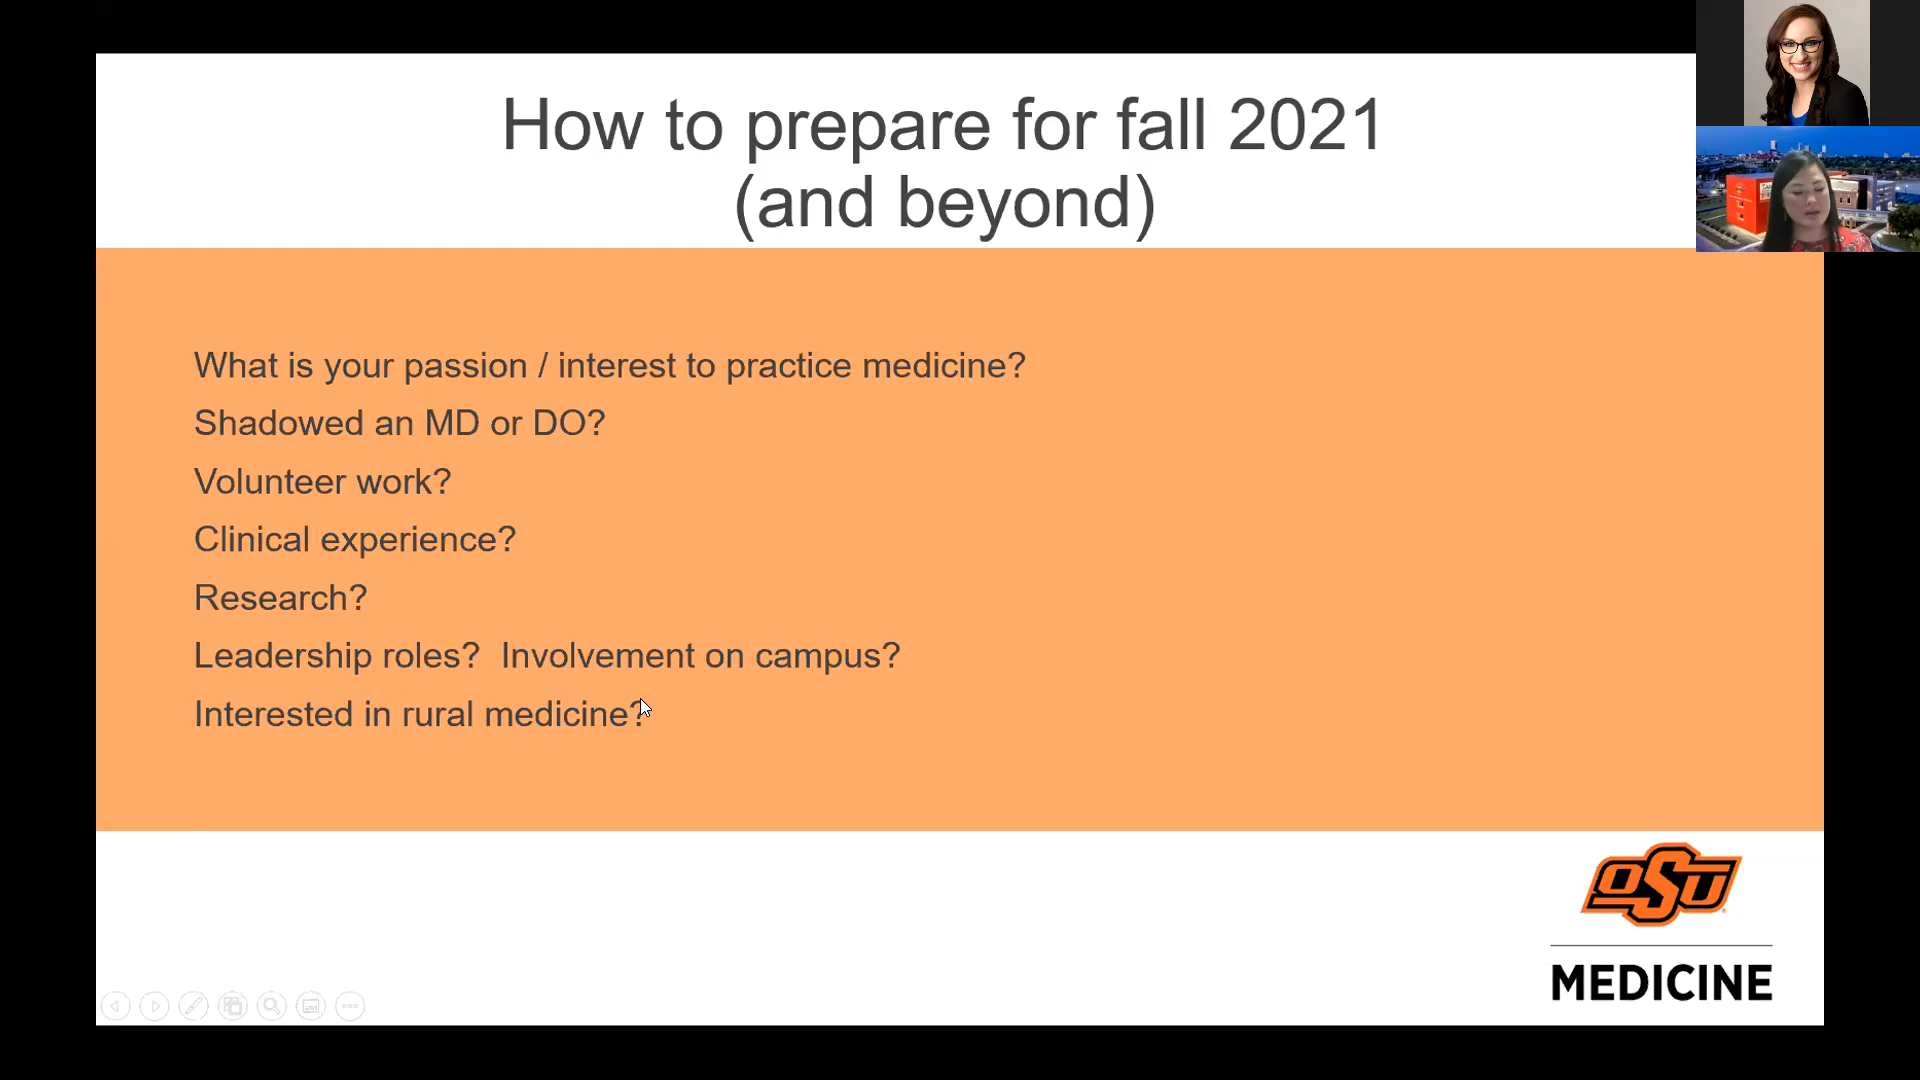 How to prepare for fall 2021
(and beyond)
What is your passion / interest to practice medicine?
Shadowed an MD or DO?
Volunteer work?
Clinical experience?
Research?
Leadership roles?  Involvement on campus?
Interested in rural medicine?
OSU
MEDICINE